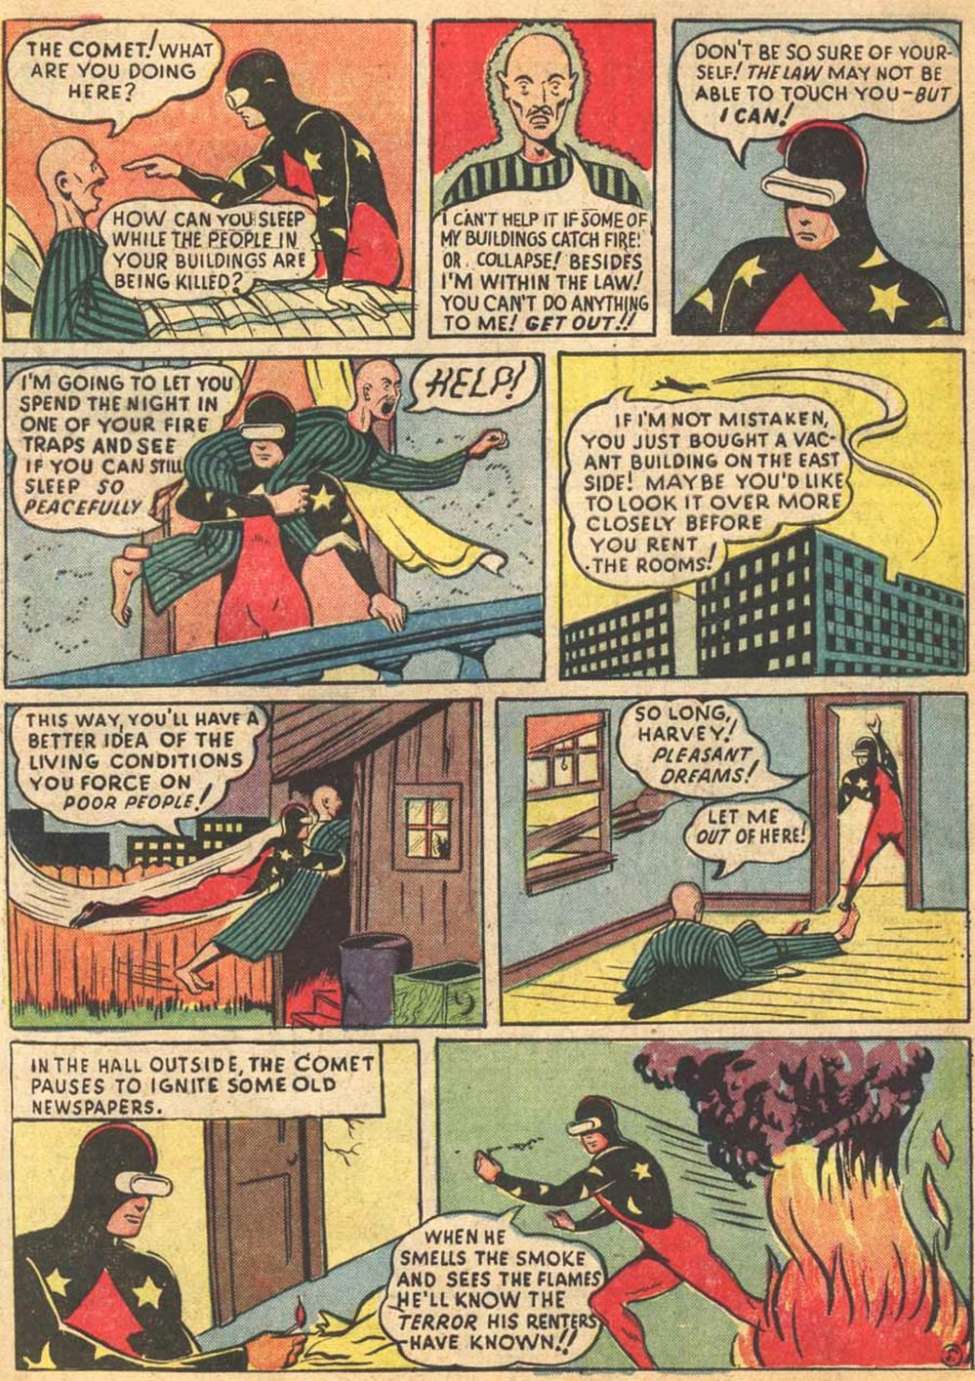 THE COMET! WHAT
ARE YOU DOING
HERE?
HOW CAN YOU SLEEP
WHILE THE PEOPLE IN
YOUR BUILDINGS ARE
BEING KILLED?
I CAN'T HELP IT IF SOME OF
MY BUILDINGS CATCH FIRE!
OR. COLLAPSE! BESIDES
I'M WITHIN THE LAW!
YOU CAN'T DO ANYTHING
TO ME! GET OUT!!
DON'T BE SO SURE OF YOUR-
SELF! THE LAW MAY NOT BE
ABLE TO TOUCH YOU-BUT
I CAN!
I'M GOING TO LET YOU
SPEND THE NIGHT IN
ONE OF YOUR FIRE
TRAPS AND SEE
IF YOU CAN STILL
SLEEP SO
PEACEFULLY
HELP!
IF I'M NOT MISTAKEN,
YOU JUST BOUGHT A VAC-
ANT BUILDING ON THE EAST
SIDE! MAYBE YOU'D LIKE
TO LOOK IT OVER MORE
CLOSELY BEFORE
YOU RENT
THE ROOMS!
THIS WAY, YOU'LL HAVE A
BETTER IDEA OF THE
LIVING CONDITIONS
YOU FORCE ON
POOR PEOPLE!
SO LONG,
HARVEY!
PLEASANT
DREAMS!
LET ME
OUT OF HERE!
IN THE HALL OUTSIDE, THE COMET
PAUSES TO IGNITE SOME OLD
NEWSPAPERS.
WHEN HE
SMELLS THE SMOKE
AND SEES THE FLAMES
HE'LL KNOW THE
TERROR HIS RENTERS
HAVE KNOWN!!